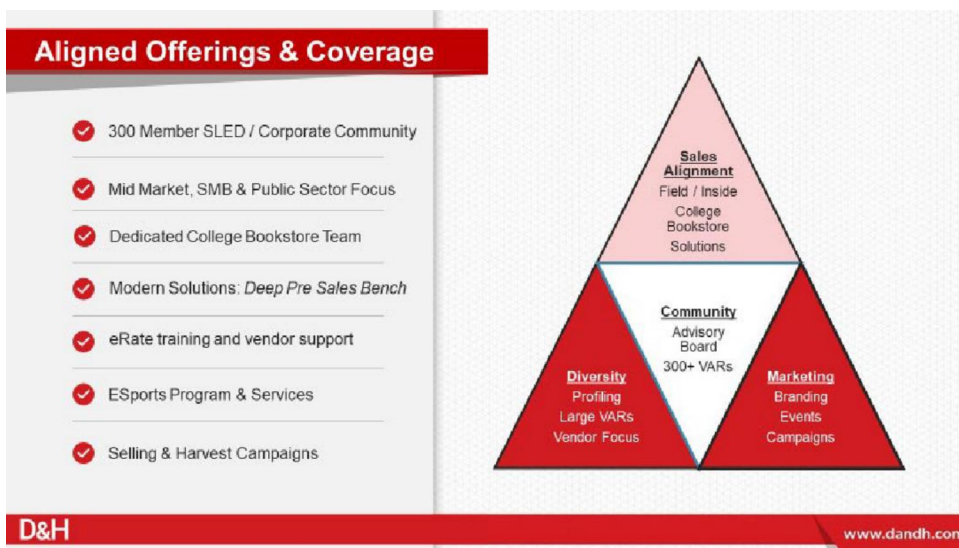 Aligned Offerings & Coverage
300 Member SLED / Corporate Community
Mid Market, SMB & Public Sector Focus
Dedicated College Bookstore Team
Modern Solutions: Deep Pre Sales Bench
eRate training and vendor support
ESports Program & Services
Selling & Harvest Campaigns
Sales
Alignment
Field / Inside
College
Bookstore
Solutions
Community
Advisory
Board
300+ VARs
Diversity
Profiling
Large VARs
Vendor Focus
Marketing
Branding
Events
Campaigns
D&H
www.dandh.com